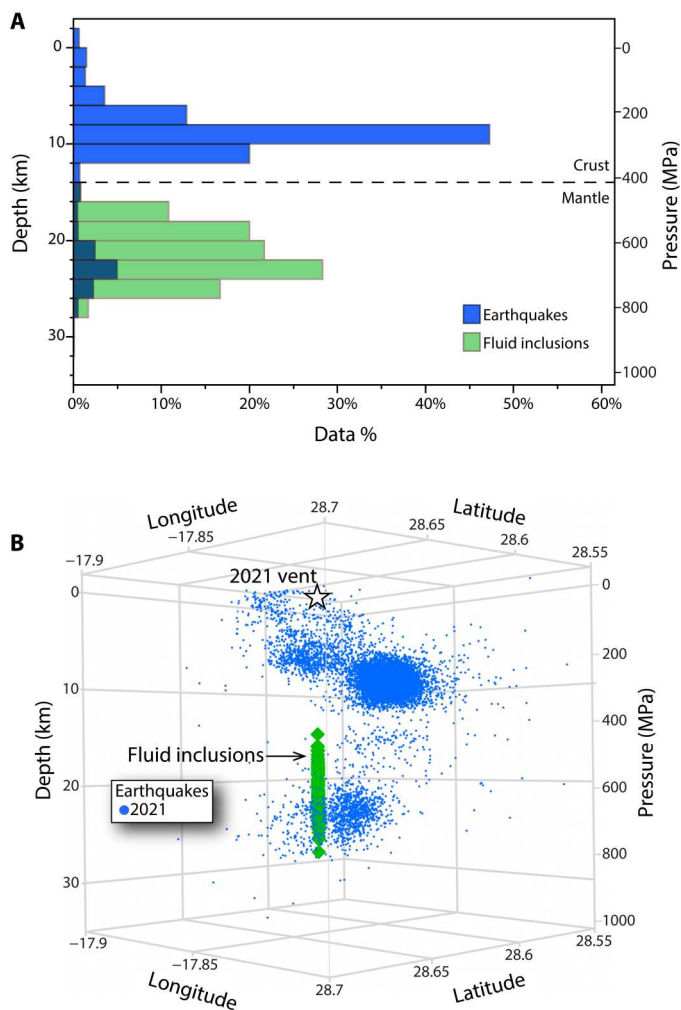 A
0
10
20
30
Depth (km)
0
200
400
600
800
1000
Pressure (MPa)
Crust
Mantle
Earthquakes
Fluid inclusions
0% 10% 20% 30% 40% 50% 60%
Data %
B
Longitude
Latitude
28.7
−17.85
28.65
28.6
−17.9
28.55
2021 vent
0
10
20
30
Depth (km)
0
200
400
600
800
1000
Pressure (MPa)
Fluid inclusions
Earthquakes
2021
−17.9
28.55
−17.85
28.6
28.65
28.7
Longitude
Latitude